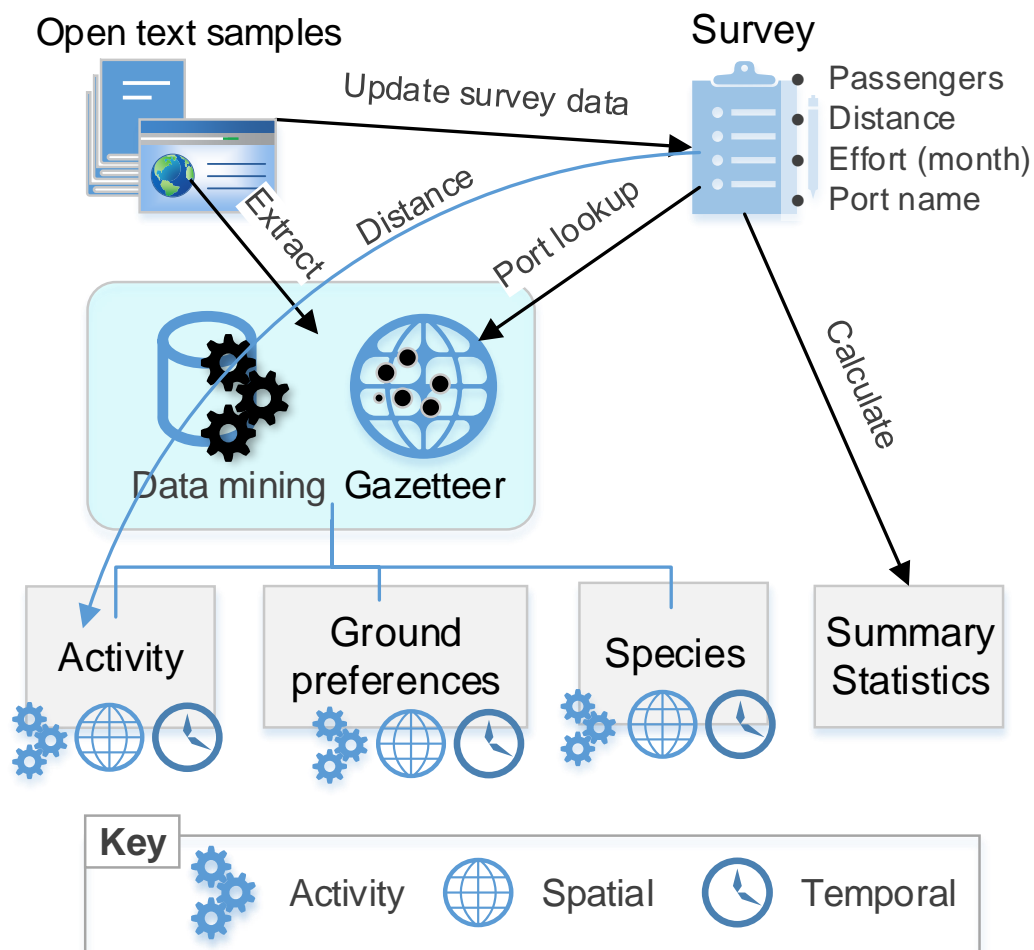 Open text samples
Survey
Passengers
Distance
Effort (month)
Port name
Update survey data
Distance
Extract
Port lookup
Calculate
Data mining
Gazetteer
Activity
Ground
preferences
Species
Summary
Statistics
Key
Activity
Spatial
Temporal